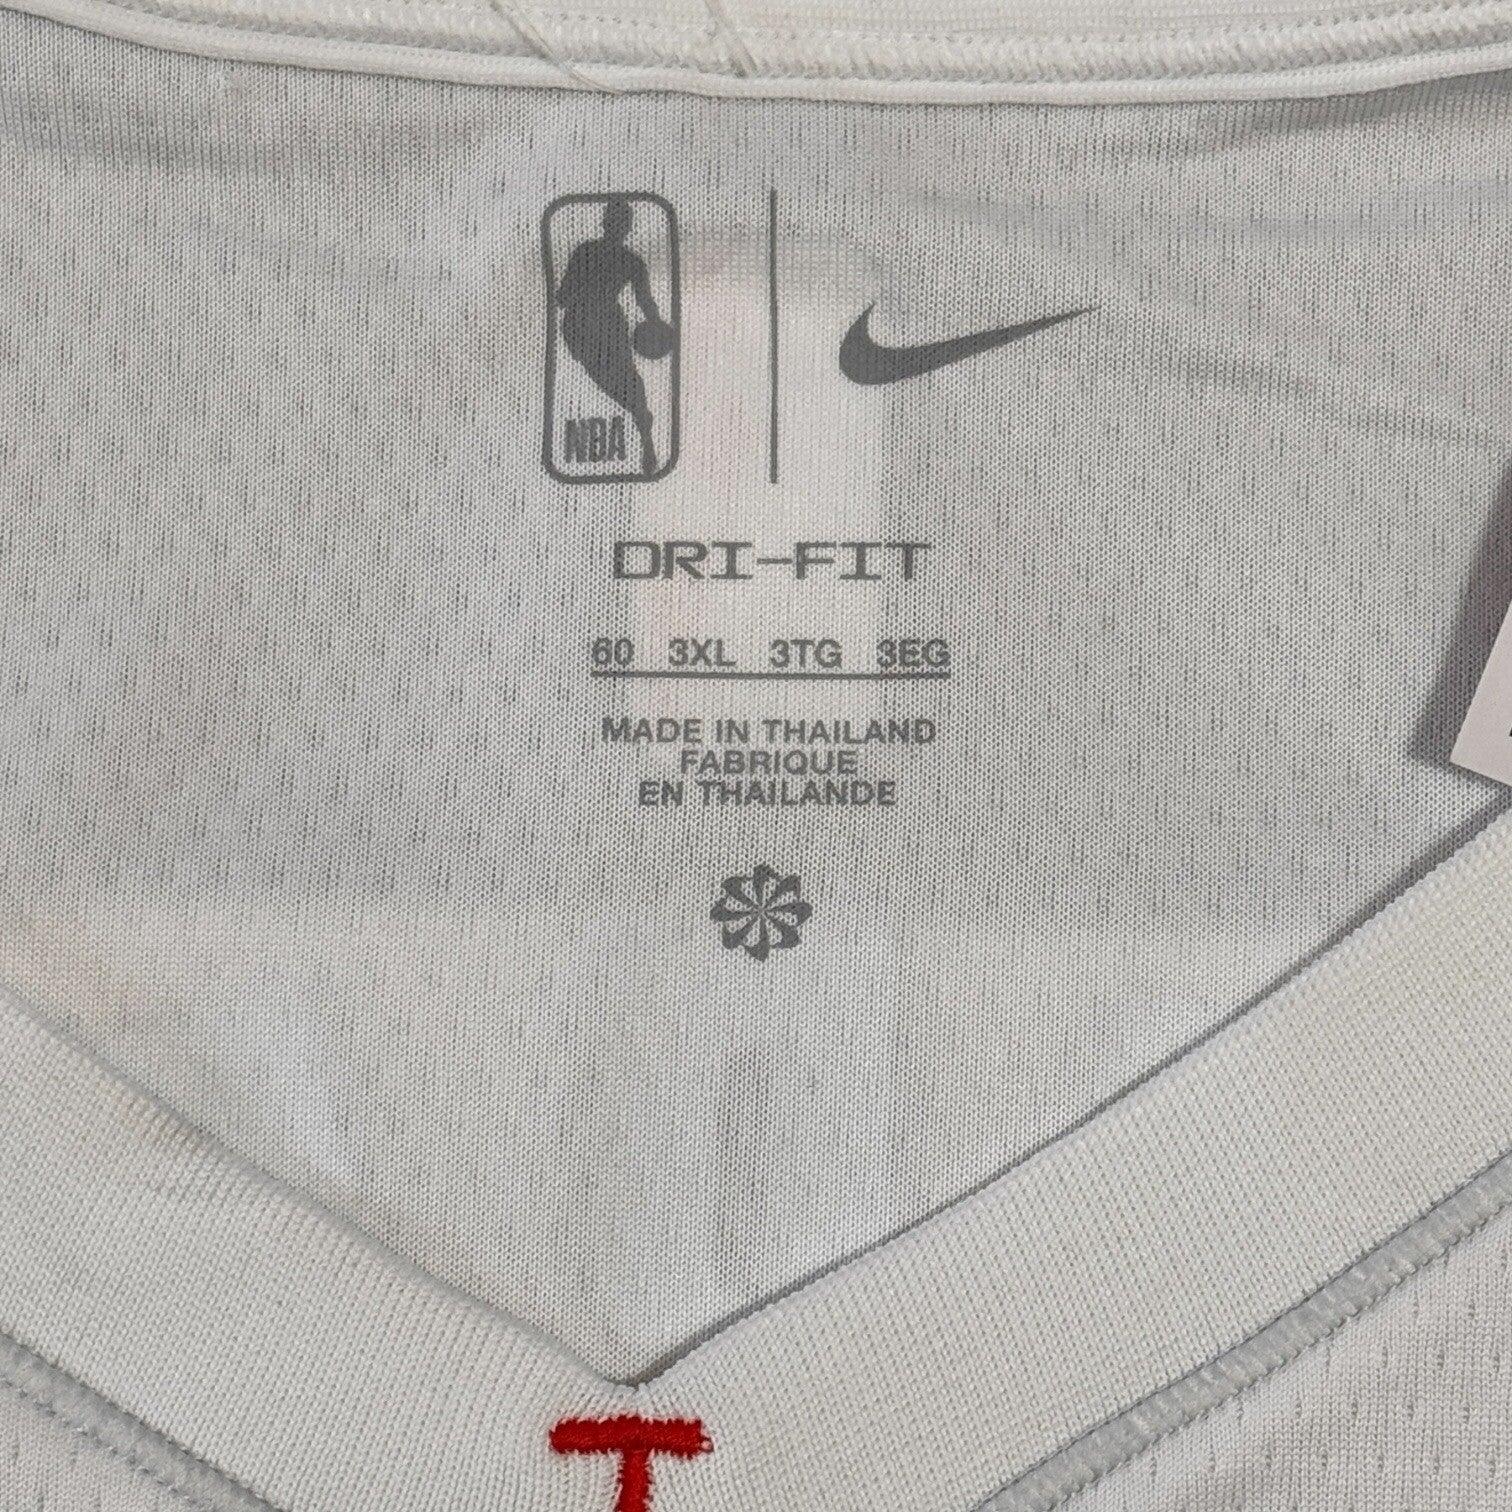 NBA
DRI-FIT
60 3XL 3TG 3EG
MADE IN THAILAND
FABRIQUE
EN THAILANDE
T